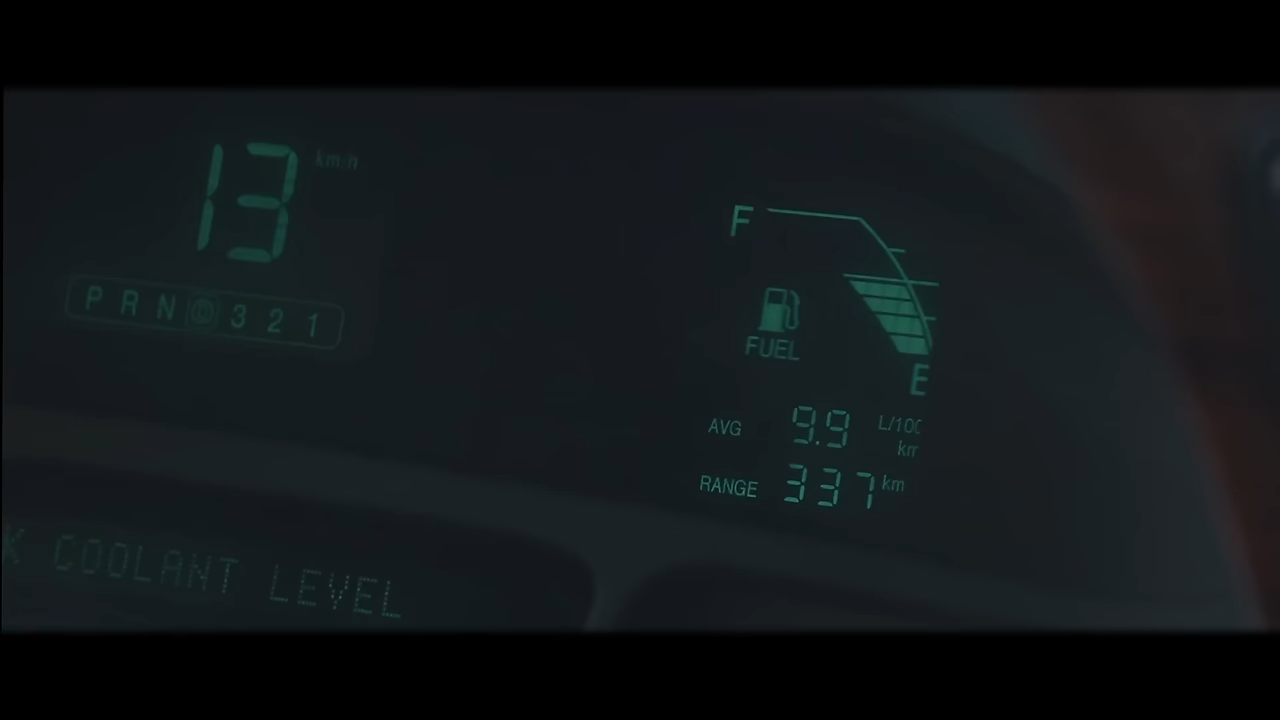 13 km/h
P R N D 3 2 1
F
FUEL
E
AVG 9.9 L/100 km
RANGE 337 km
K COOLANT LEVEL